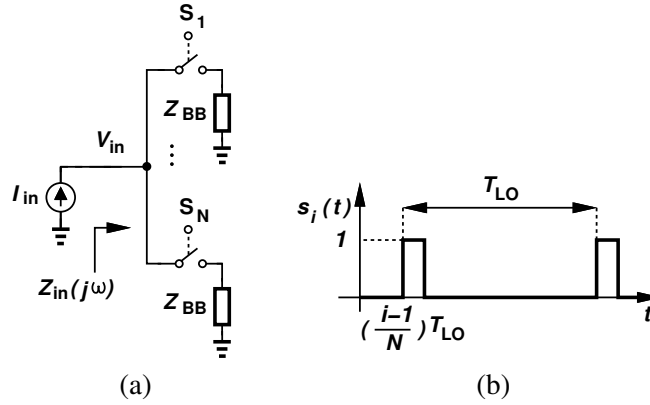 S1
ZBB
Vin
⋮
Iin
SN
Zin(jω)
ZBB
(a)
TLO
si(t)
1
t
(i−1/N)TLO
(b)